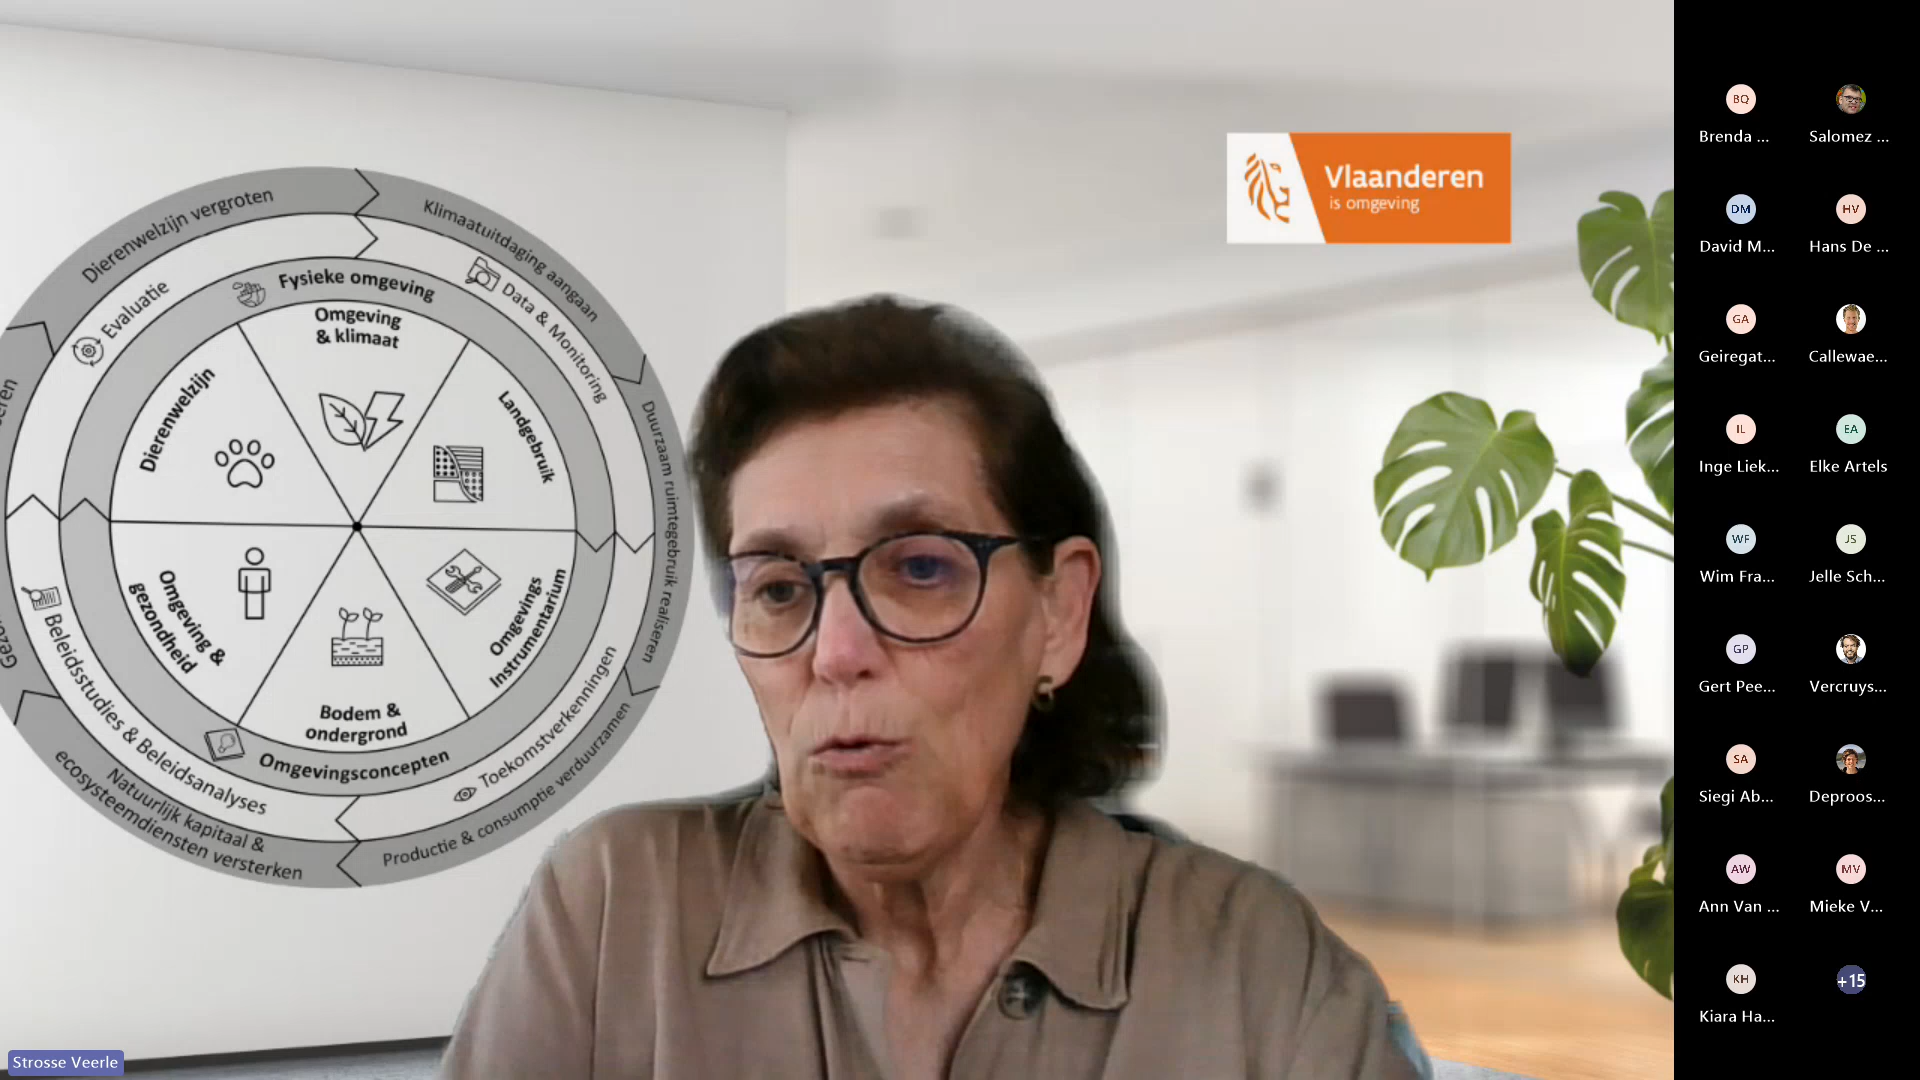 Dierenwelzijn vergroten
Klimaatuitdaging aangaan
Duurzaam ruimtegebruik realiseren
Productie & consumptie verduurzamen
Natuurlijk kapitaal &
ecosysteemdiensten versterken
Evaluatie
Data & Monitoring
Toekomstverkenningen
Beleidsstudies & Beleidsanalyses
Fysieke omgeving
Omgevingsconcepten
Omgeving
& klimaat
Landgebruik
Omgevings
Instrumentarium
Bodem &
ondergrond
Omgeving &
gezondheid
Dierenwelzijn
Vlaanderen
is omgeving
Strosse Veerle
BQ
Brenda ...
Salomez ...
DM
HV
David M...
Hans De ...
GA
Geiregat...
Callewae...
IL
EA
Inge Liek...
Elke Artels
WF
JS
Wim Fra...
Jelle Sch...
GP
Gert Pee...
Vercruys...
SA
Siegi Ab...
Deproos...
AW
MV
Ann Van ...
Mieke V...
KH
+15
Kiara Ha...